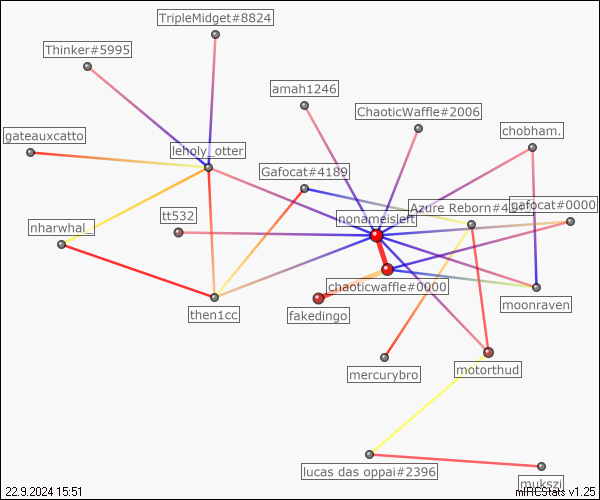 TripleMidget#8824
Thinker#5995
amah1246
ChaoticWaffle#2006
chobham.
gateauxcatto
leholy_otter
Gafocat#4189
gafocat#0000
Azure Reborn#4
tt532
noname1sleft
nharwhal_
chaoticwaffle#0000
moonraven
then1cc
fakedingo
mercurybro
motorthud
lucas das oppai#2396
mukszi
22.9.2024 15:51
mIRCStats v1.25